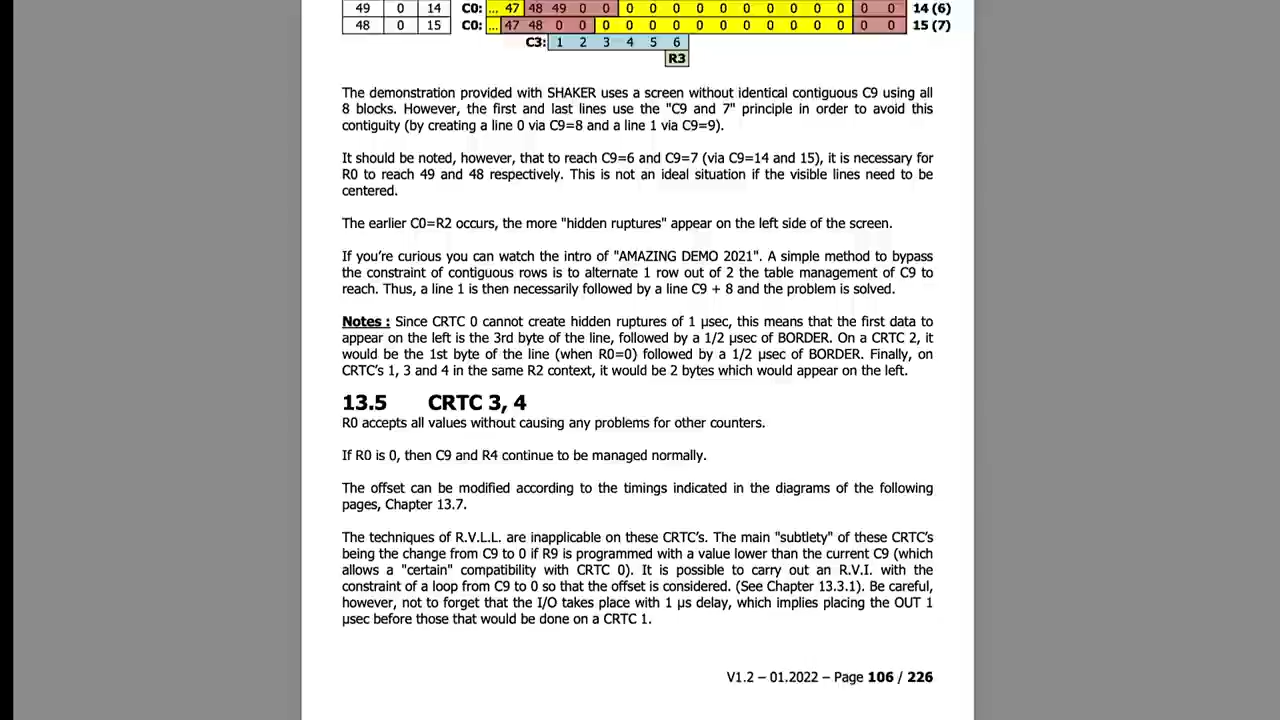 49 0 14 C0: ... 47 48 49 0 0 0 0 0 0 0 0 0 0 0 0 0 0 14 (6)
48 0 15 C0: ... 47 48 0 0 0 0 0 0 0 0 0 0 0 0 0 0 0 15 (7)
C3: 1 2 3 4 5 6
R3
The demonstration provided with SHAKER uses a screen without identical contiguous C9 using all
8 blocks. However, the first and last lines use the "C9 and 7" principle in order to avoid this
contiguity (by creating a line 0 via C9=8 and a line 1 via C9=9).
It should be noted, however, that to reach C9=6 and C9=7 (via C9=14 and 15), it is necessary for
R0 to reach 49 and 48 respectively. This is not an ideal situation if the visible lines need to be
centered.
The earlier C0=R2 occurs, the more "hidden ruptures" appear on the left side of the screen.
If you're curious you can watch the intro of "AMAZING DEMO 2021". A simple method to bypass
the constraint of contiguous rows is to alternate 1 row out of 2 the table management of C9 to
reach. Thus, a line 1 is then necessarily followed by a line C9 + 8 and the problem is solved.
Notes : Since CRTC 0 cannot create hidden ruptures of 1 µsec, this means that the first data to
appear on the left is the 3rd byte of the line, followed by a 1/2 µsec of BORDER. On a CRTC 2, it
would be the 1st byte of the line (when R0=0) followed by a 1/2 µsec of BORDER. Finally, on
CRTC's 1, 3 and 4 in the same R2 context, it would be 2 bytes which would appear on the left.
13.5 CRTC 3, 4
R0 accepts all values without causing any problems for other counters.
If R0 is 0, then C9 and R4 continue to be managed normally.
The offset can be modified according to the timings indicated in the diagrams of the following
pages, Chapter 13.7.
The techniques of R.V.L.L. are inapplicable on these CRTC's. The main "subtlety" of these CRTC's
being the change from C9 to 0 if R9 is programmed with a value lower than the current C9 (which
allows a "certain" compatibility with CRTC 0). It is possible to carry out an R.V.I. with the
constraint of a loop from C9 to 0 so that the offset is considered. (See Chapter 13.3.1). Be careful,
however, not to forget that the I/O takes place with 1 µs delay, which implies placing the OUT 1
µsec before those that would be done on a CRTC 1.
V1.2 – 01.2022 – Page 106 / 226